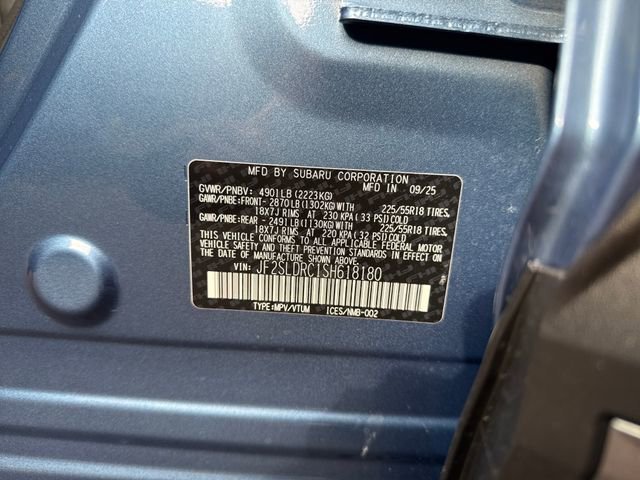 MFD BY SUBARU CORPORATION
GVWR/PNBV: 4901LB(2223KG) MFD IN 09/25
GAWR/PNBE:FRONT- 2870LB(1302KG)WITH 225/55R18 TIRES,
18X7J RIMS AT 230 KPA(33 PSI)COLD
GAWR/PNBE:REAR - 2491LB(1130KG)WITH 225/55R18 TIRES,
18X7J RIMS AT 220 KPA(32 PSI)COLD
THIS VEHICLE CONFORMS TO ALL APPLICABLE FEDERAL MOTOR
VEHICLE SAFETY AND THEFT PREVENTION STANDARDS IN EFFECT ON
THE DATE OF MANUFACTURE SHOWN ABOVE.
VIN: JF2SLDRC1SH618180
TYPE:MPV/VTUM ICES/NMB-002